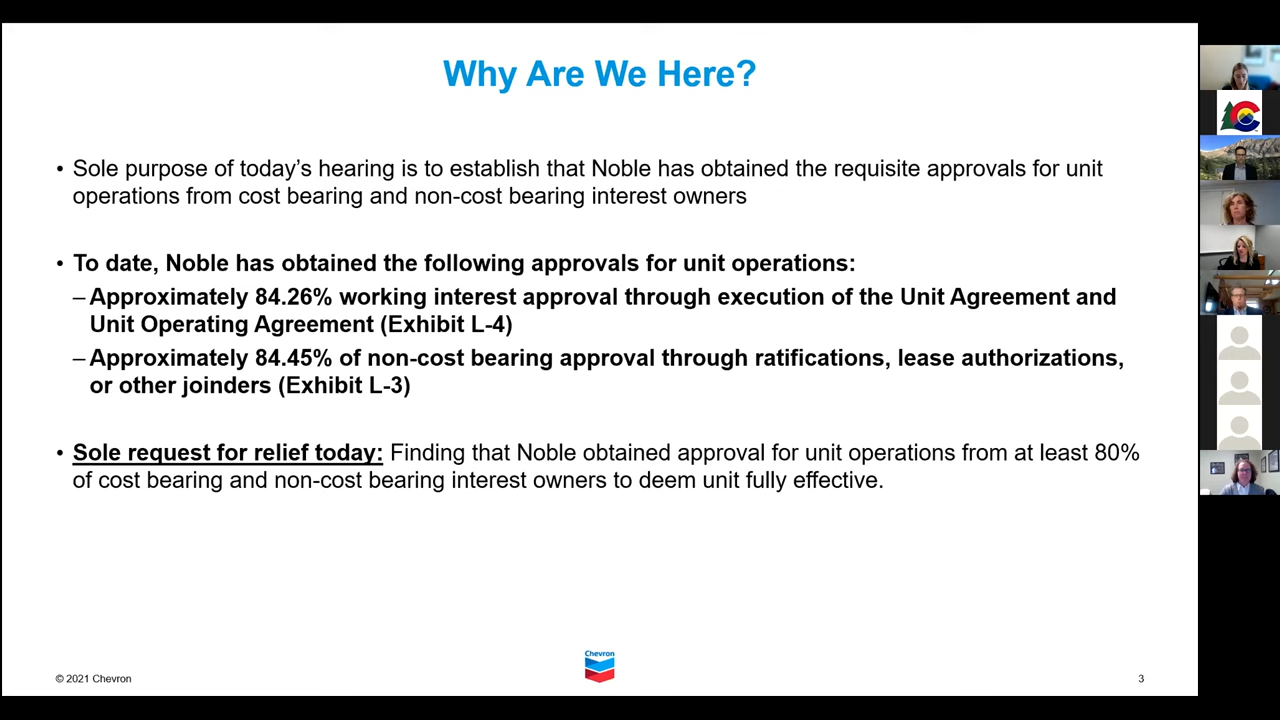 Why Are We Here?
• Sole purpose of today’s hearing is to establish that Noble has obtained the requisite approvals for unit
operations from cost bearing and non-cost bearing interest owners
• To date, Noble has obtained the following approvals for unit operations:
– Approximately 84.26% working interest approval through execution of the Unit Agreement and
Unit Operating Agreement (Exhibit L-4)
– Approximately 84.45% of non-cost bearing approval through ratifications, lease authorizations,
or other joinders (Exhibit L-3)
• Sole request for relief today: Finding that Noble obtained approval for unit operations from at least 80%
of cost bearing and non-cost bearing interest owners to deem unit fully effective.
Chevron
© 2021 Chevron
3